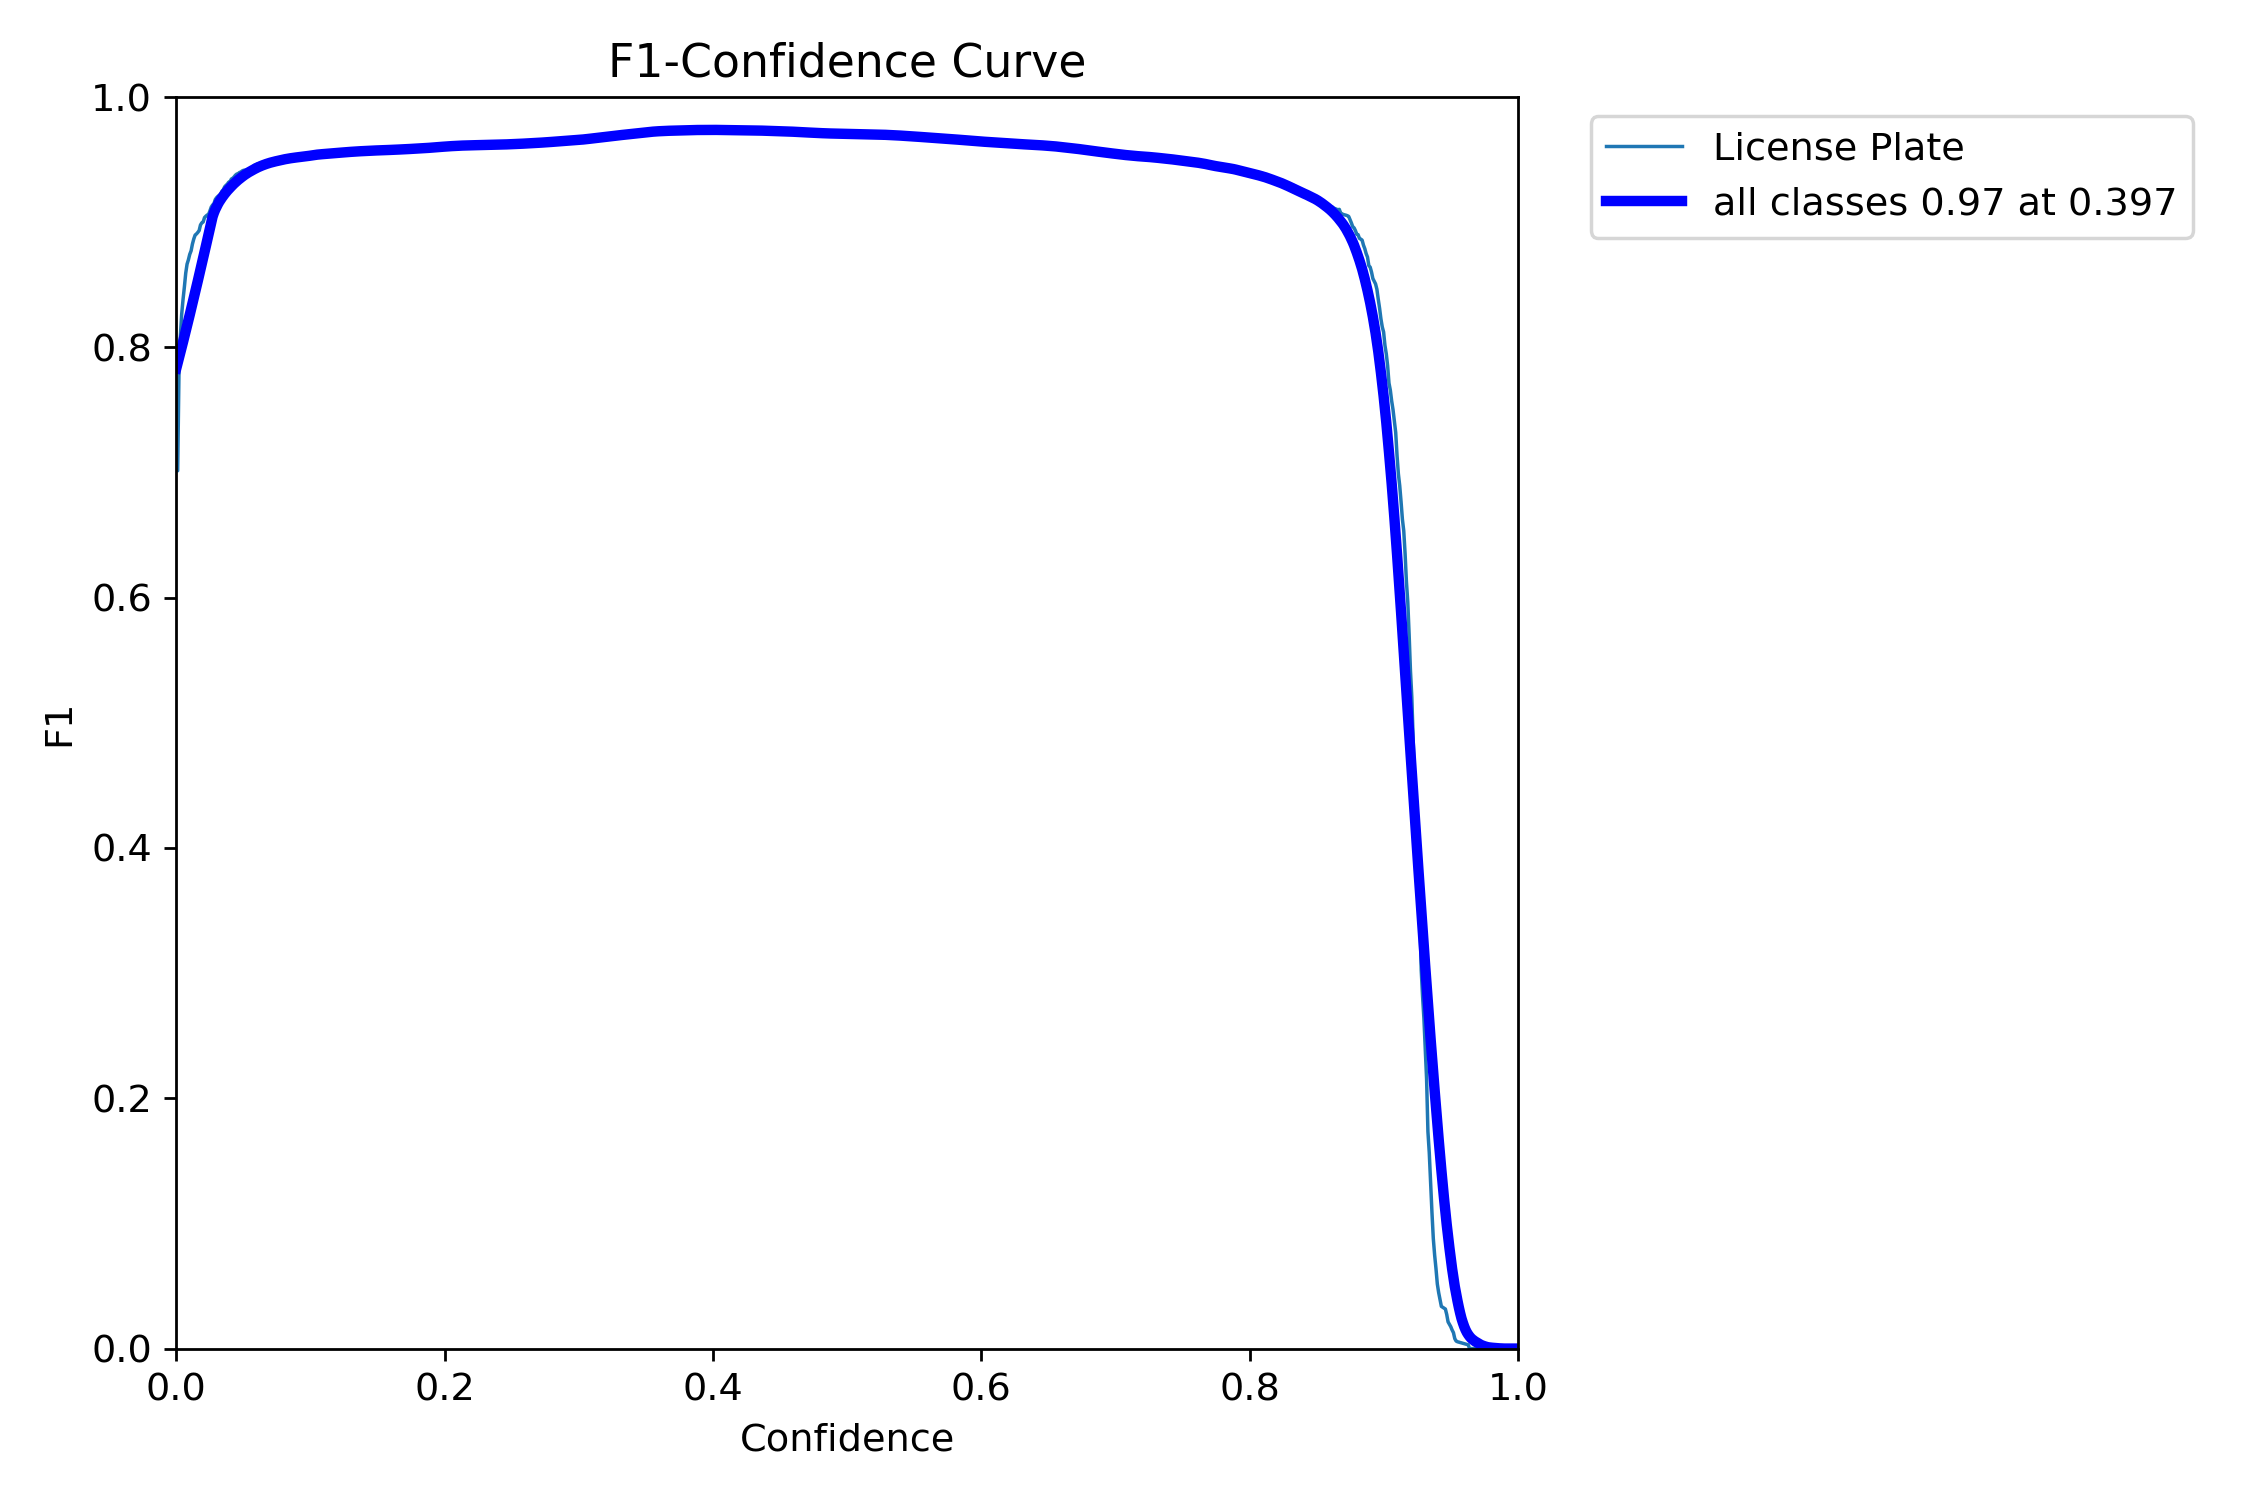 F1-Confidence Curve
1.0
0.8
0.6
0.4
0.2
0.0
F1
0.0 0.2 0.4 0.6 0.8 1.0
Confidence
License Plate
all classes 0.97 at 0.397